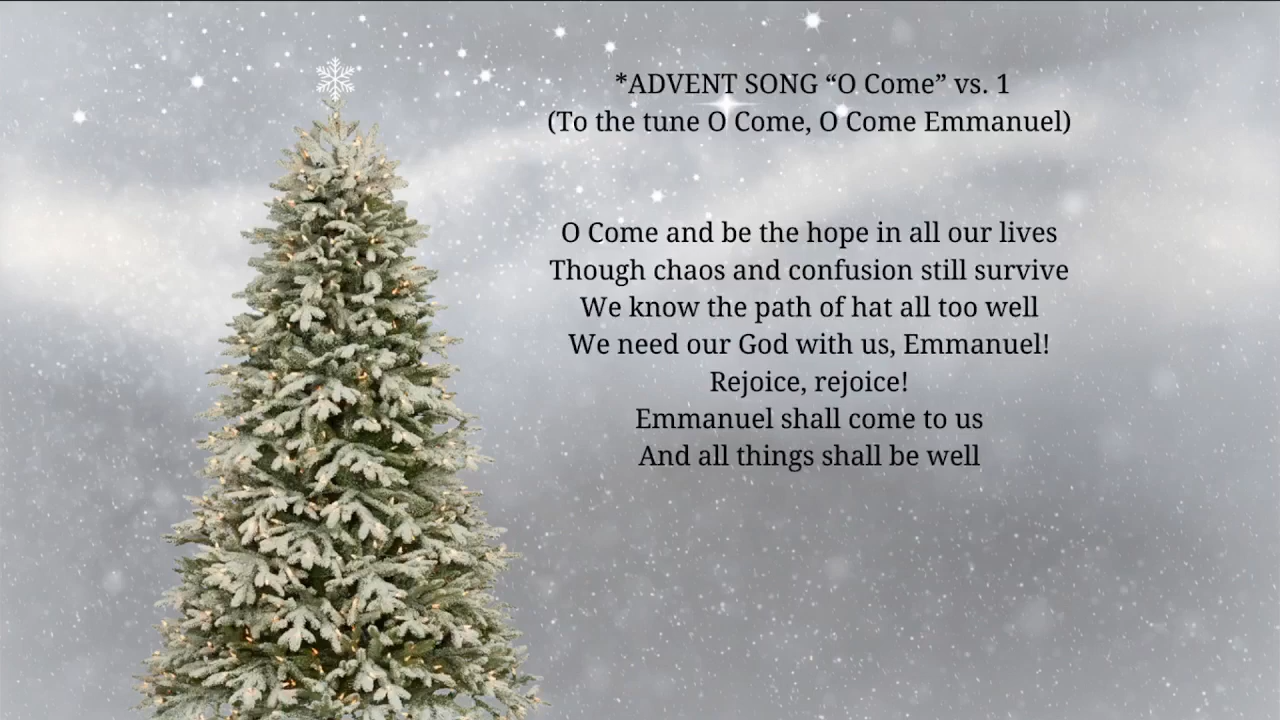 *ADVENT SONG “O Come” vs. 1
(To the tune O Come, O Come Emmanuel)
O Come and be the hope in all our lives
Though chaos and confusion still survive
We know the path of hat all too well
We need our God with us, Emmanuel!
Rejoice, rejoice!
Emmanuel shall come to us
And all things shall be well